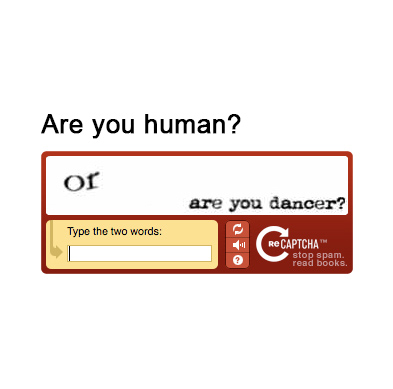 Are you human?
or
are you dancer?
Type the two words:
reCAPTCHA™
stop spam.
read books.